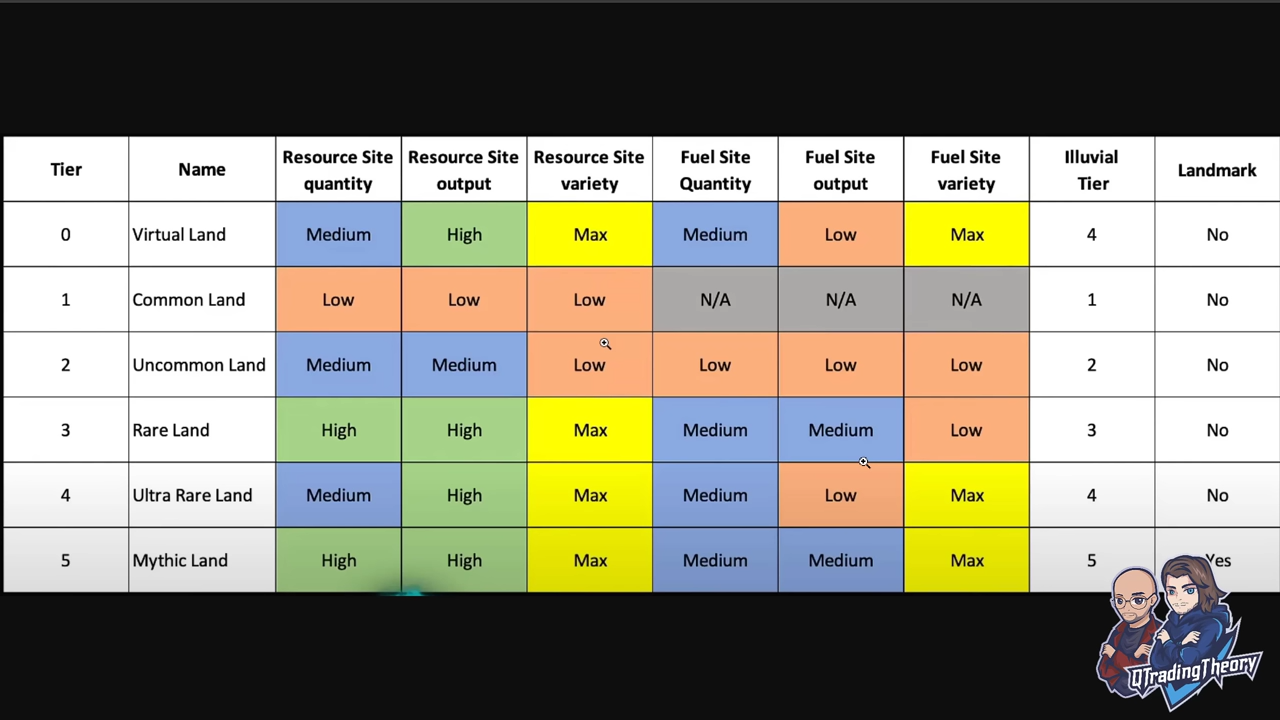 Tier Name Resource Site quantity Resource Site output Resource Site variety Fuel Site Quantity Fuel Site output Fuel Site variety Illuvial Tier Landmark
0 Virtual Land Medium High Max Medium Low Max 4 No
1 Common Land Low Low Low N/A N/A N/A 1 No
2 Uncommon Land Medium Medium Low Low Low Low 2 No
3 Rare Land High High Max Medium Medium Low 3 No
4 Ultra Rare Land Medium High Max Medium Low Max 4 No
5 Mythic Land High High Max Medium Medium Max 5 Yes
QTradingTheory